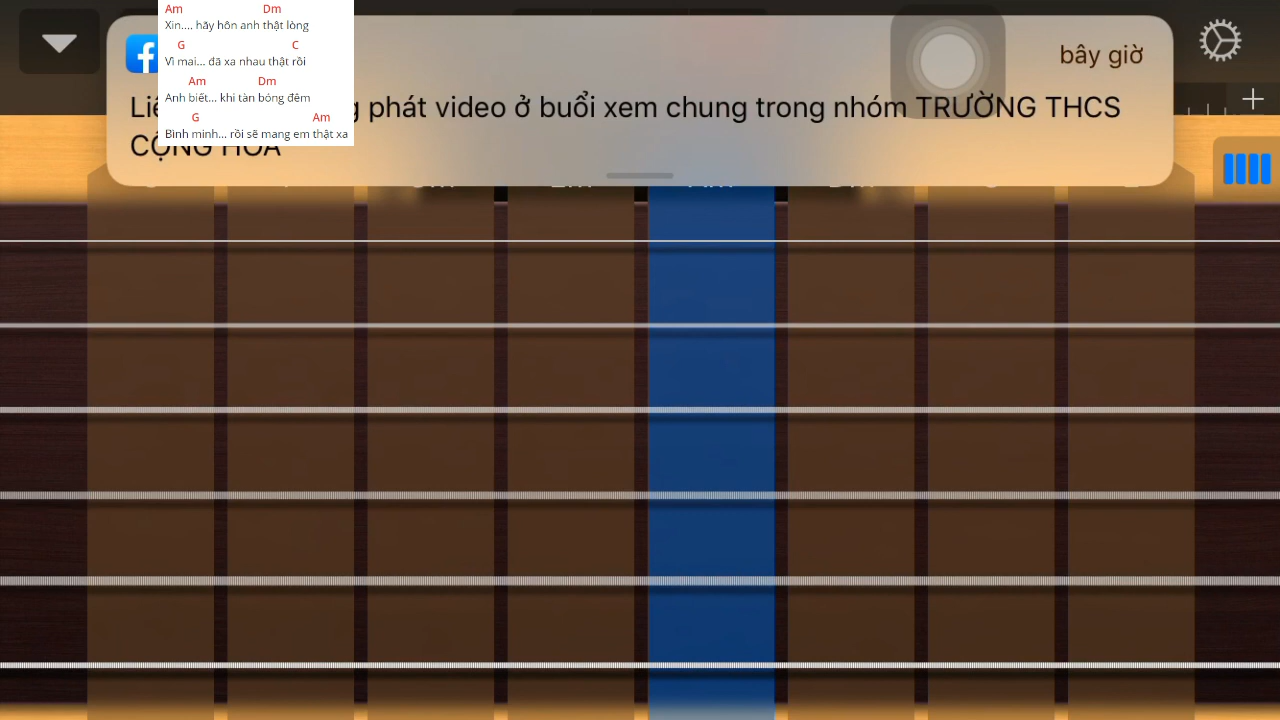 Am Dm
Xin.... hãy hôn anh thật lòng
G C
Vì mai... đã xa nhau thật rồi
Am Dm
Anh biết... khi tàn bóng đêm
G Am
Bình minh... rồi sẽ mang em thật xa
bây giờ
phát video ở buổi xem chung trong nhóm TRƯỜNG THCS
CỘNG HÒA